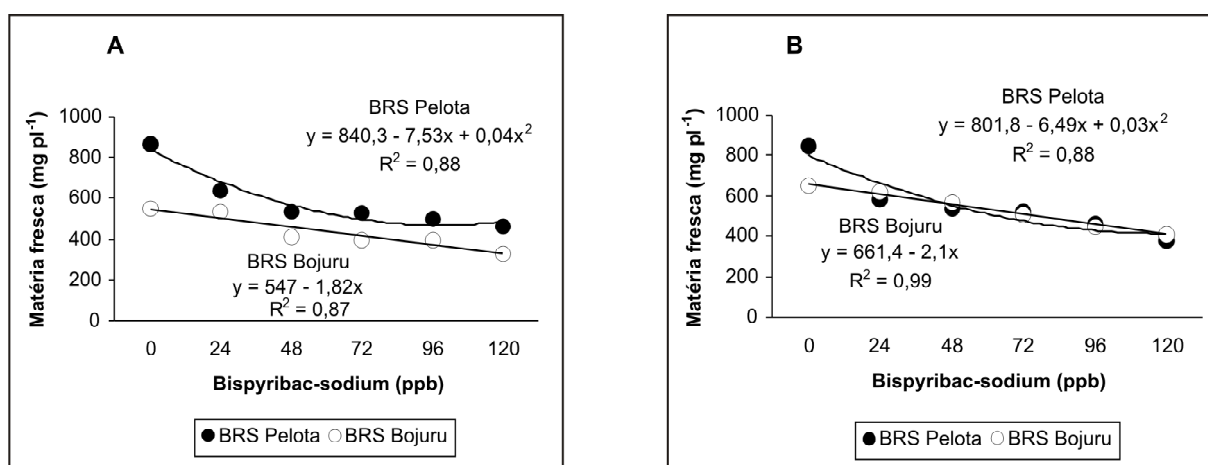 A
BRS Pelota
y = 840,3 - 7,53x + 0,04x²
R² = 0,88
BRS Bojuru
y = 547 - 1,82x
R² = 0,87
Matéria fresca (mg pl⁻¹)
1000
800
600
400
200
0
0 24 48 72 96 120
Bispyribac-sodium (ppb)
BRS Pelota BRS Bojuru
B
BRS Pelota
y = 801,8 - 6,49x + 0,03x²
R² = 0,88
BRS Bojuru
y = 661,4 - 2,1x
R² = 0,99
Matéria fresca (mg pl⁻¹)
1000
800
600
400
200
0
0 24 48 72 96 120
Bispyribac-sodium (ppb)
BRS Pelota BRS Bojuru